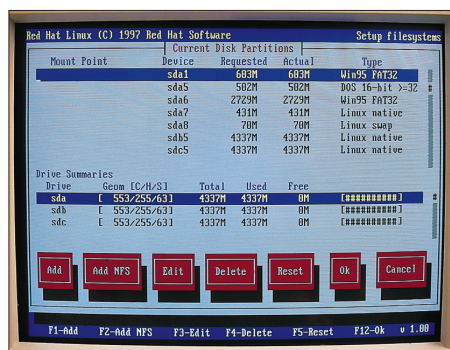 Red Hat Linux (C) 1997 Red Hat Software Setup filesystems
Current Disk Partitions
Mount Point Device Requested Actual Type
sda1 603M 603M Win95 FAT32
sda5 502M 502M DOS 16-bit >=32
sda6 2729M 2729M Win95 FAT32
sda7 431M 431M Linux native
sda8 70M 70M Linux swap
sdb5 4337M 4337M Linux native
sdc5 4337M 4337M Linux native
Drive Summaries
Drive Geom [C/H/S] Total Used Free
sda [ 553/255/63] 4337M 4337M 0M [##########]
sdb [ 553/255/63] 4337M 4337M 0M [##########]
sdc [ 553/255/63] 4337M 4337M 0M [##########]
Add Add NFS Edit Delete Reset Ok Cancel
F1-Add F2-Add NFS F3-Edit F4-Delete F5-Reset F12-Ok v 1.00